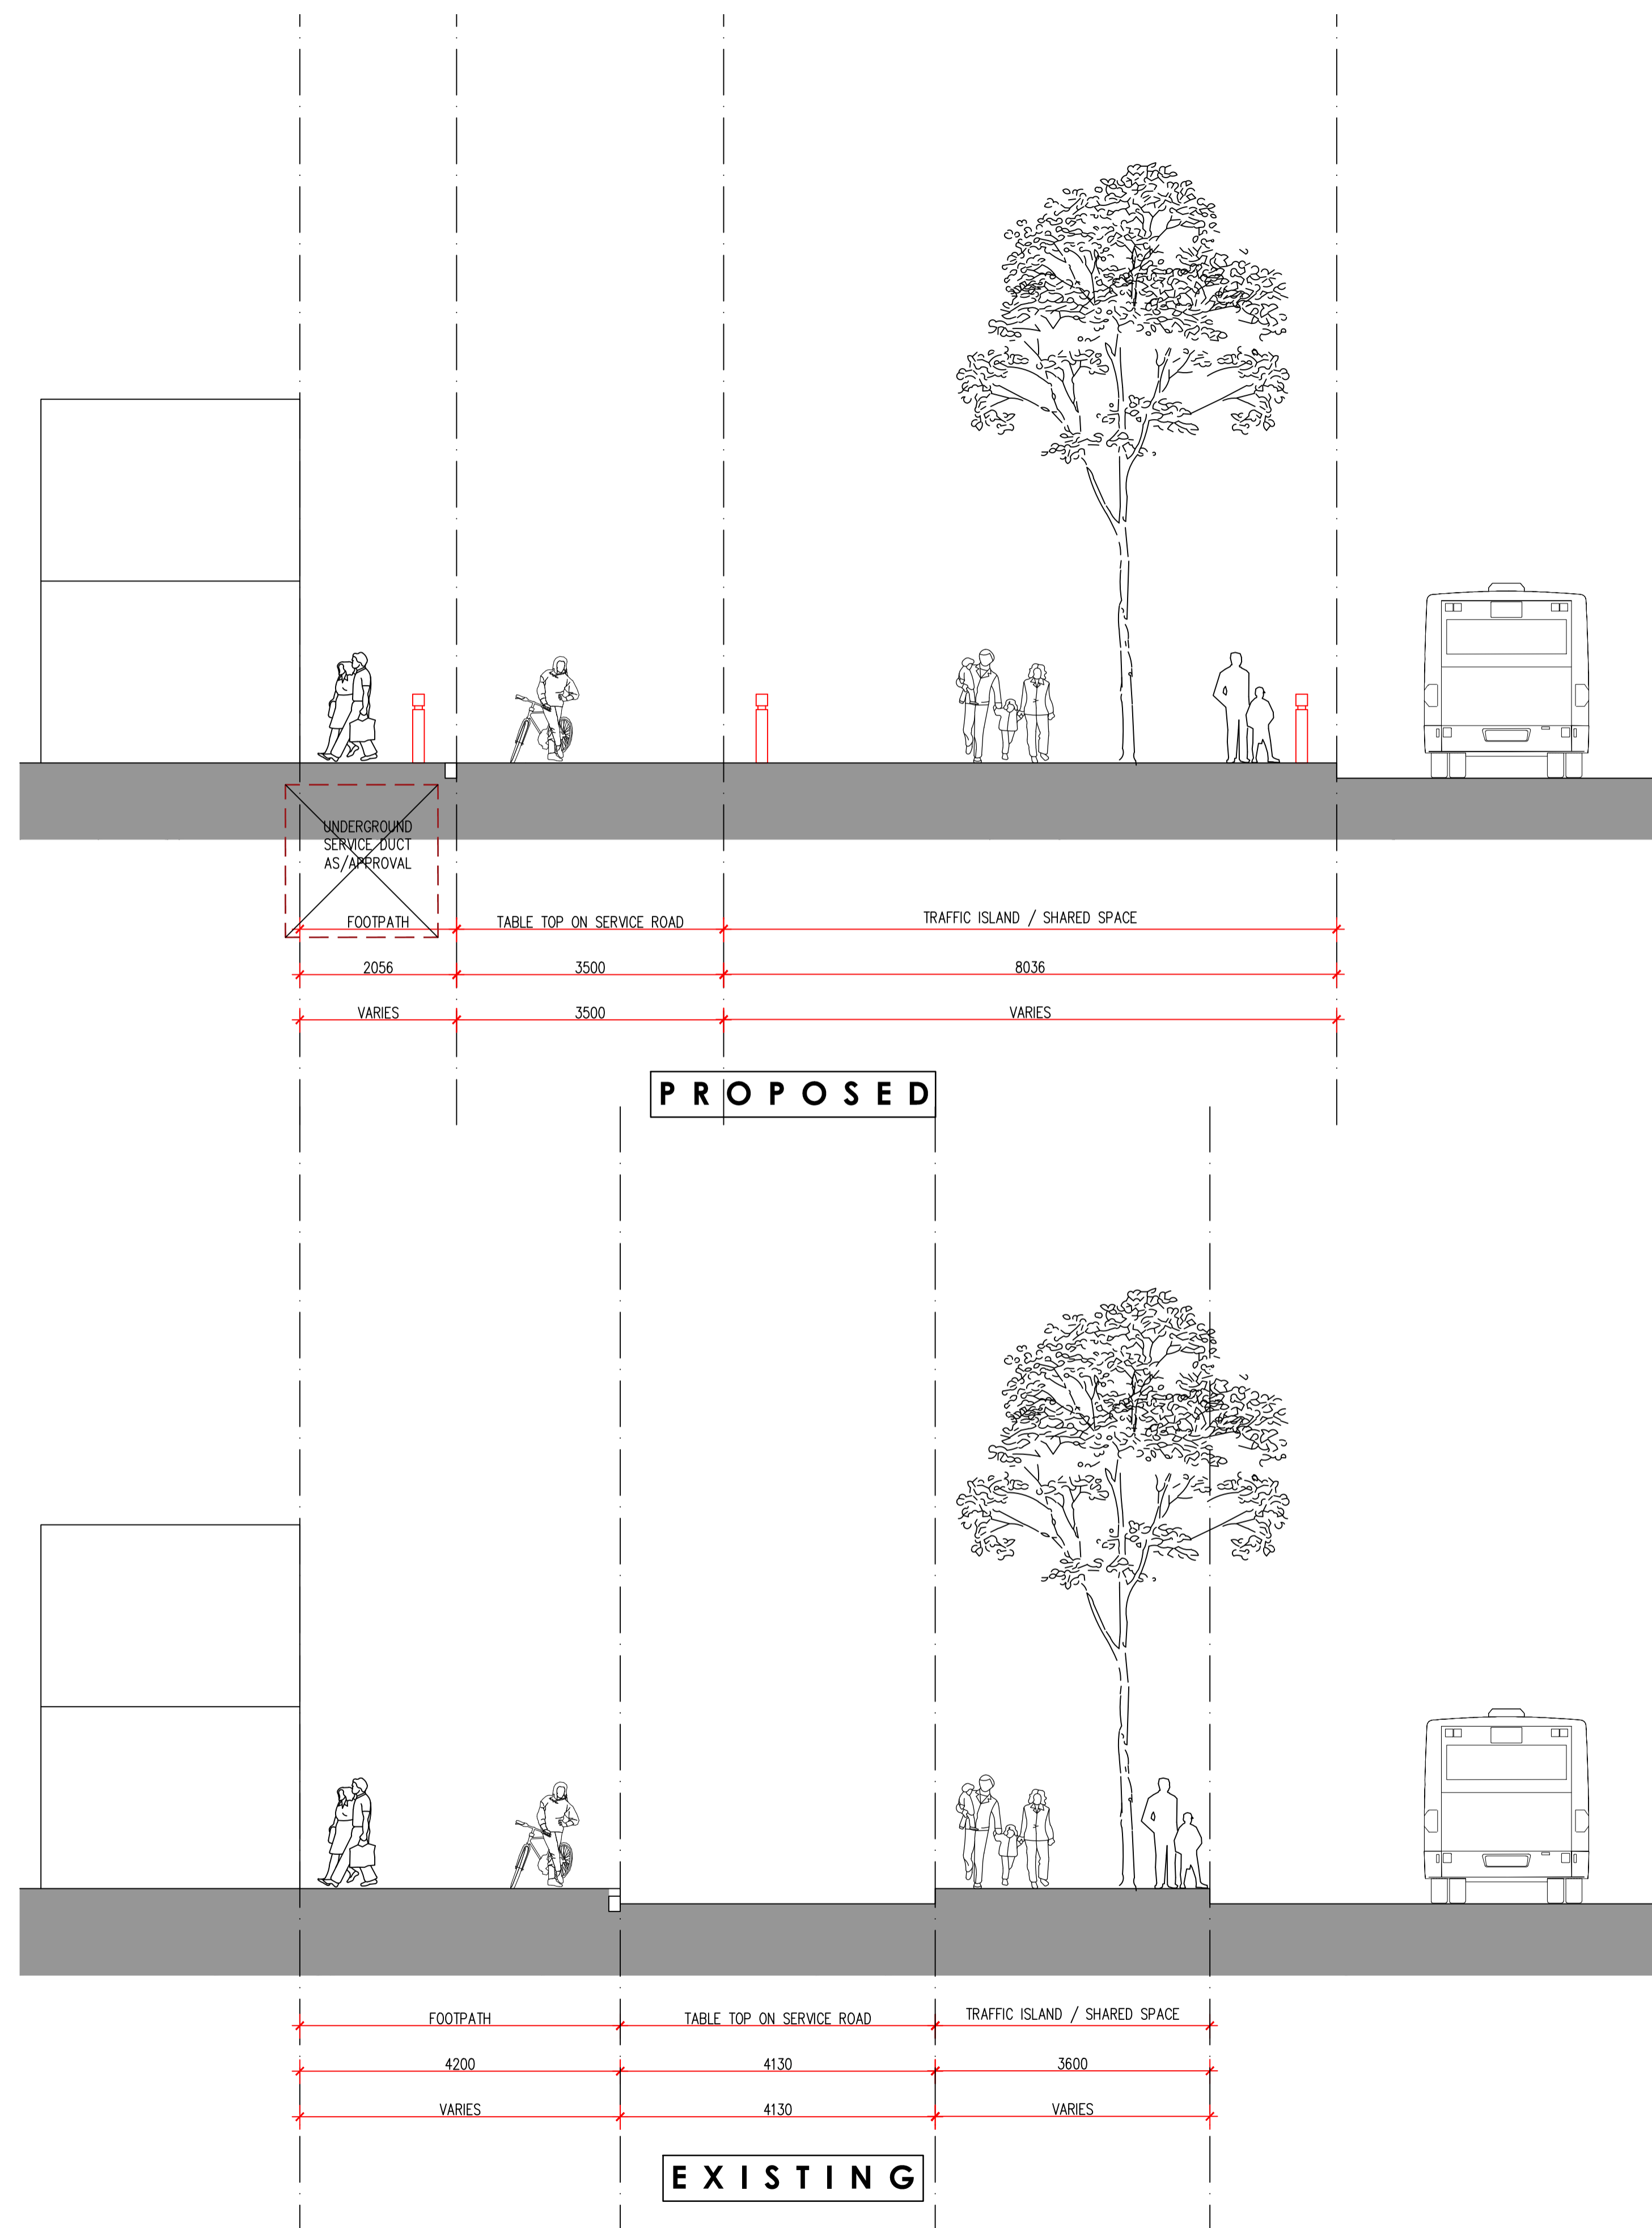 UNDERGROUND
SERVICE DUCT
AS/APPROVAL
FOOTPATH TABLE TOP ON SERVICE ROAD TRAFFIC ISLAND / SHARED SPACE
2056 3500 8036
VARIES 3500 VARIES
PROPOSED
FOOTPATH TABLE TOP ON SERVICE ROAD TRAFFIC ISLAND / SHARED SPACE
4200 4130 3600
VARIES 4130 VARIES
EXISTING